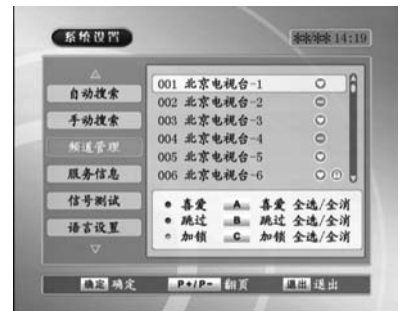 系统设置
**/** 14:19
自动搜索
手动搜索
频道管理
服务信息
信号测试
语言设置
001 北京电视台-1
002 北京电视台-2
003 北京电视台-3
004 北京电视台-4
005 北京电视台-5
006 北京电视台-6
喜爱 A 喜爱 全选/全消
跳过 B 跳过 全选/全消
加锁 C 加锁 全选/全消
确定 确定 P+/P- 翻页 退出 退出